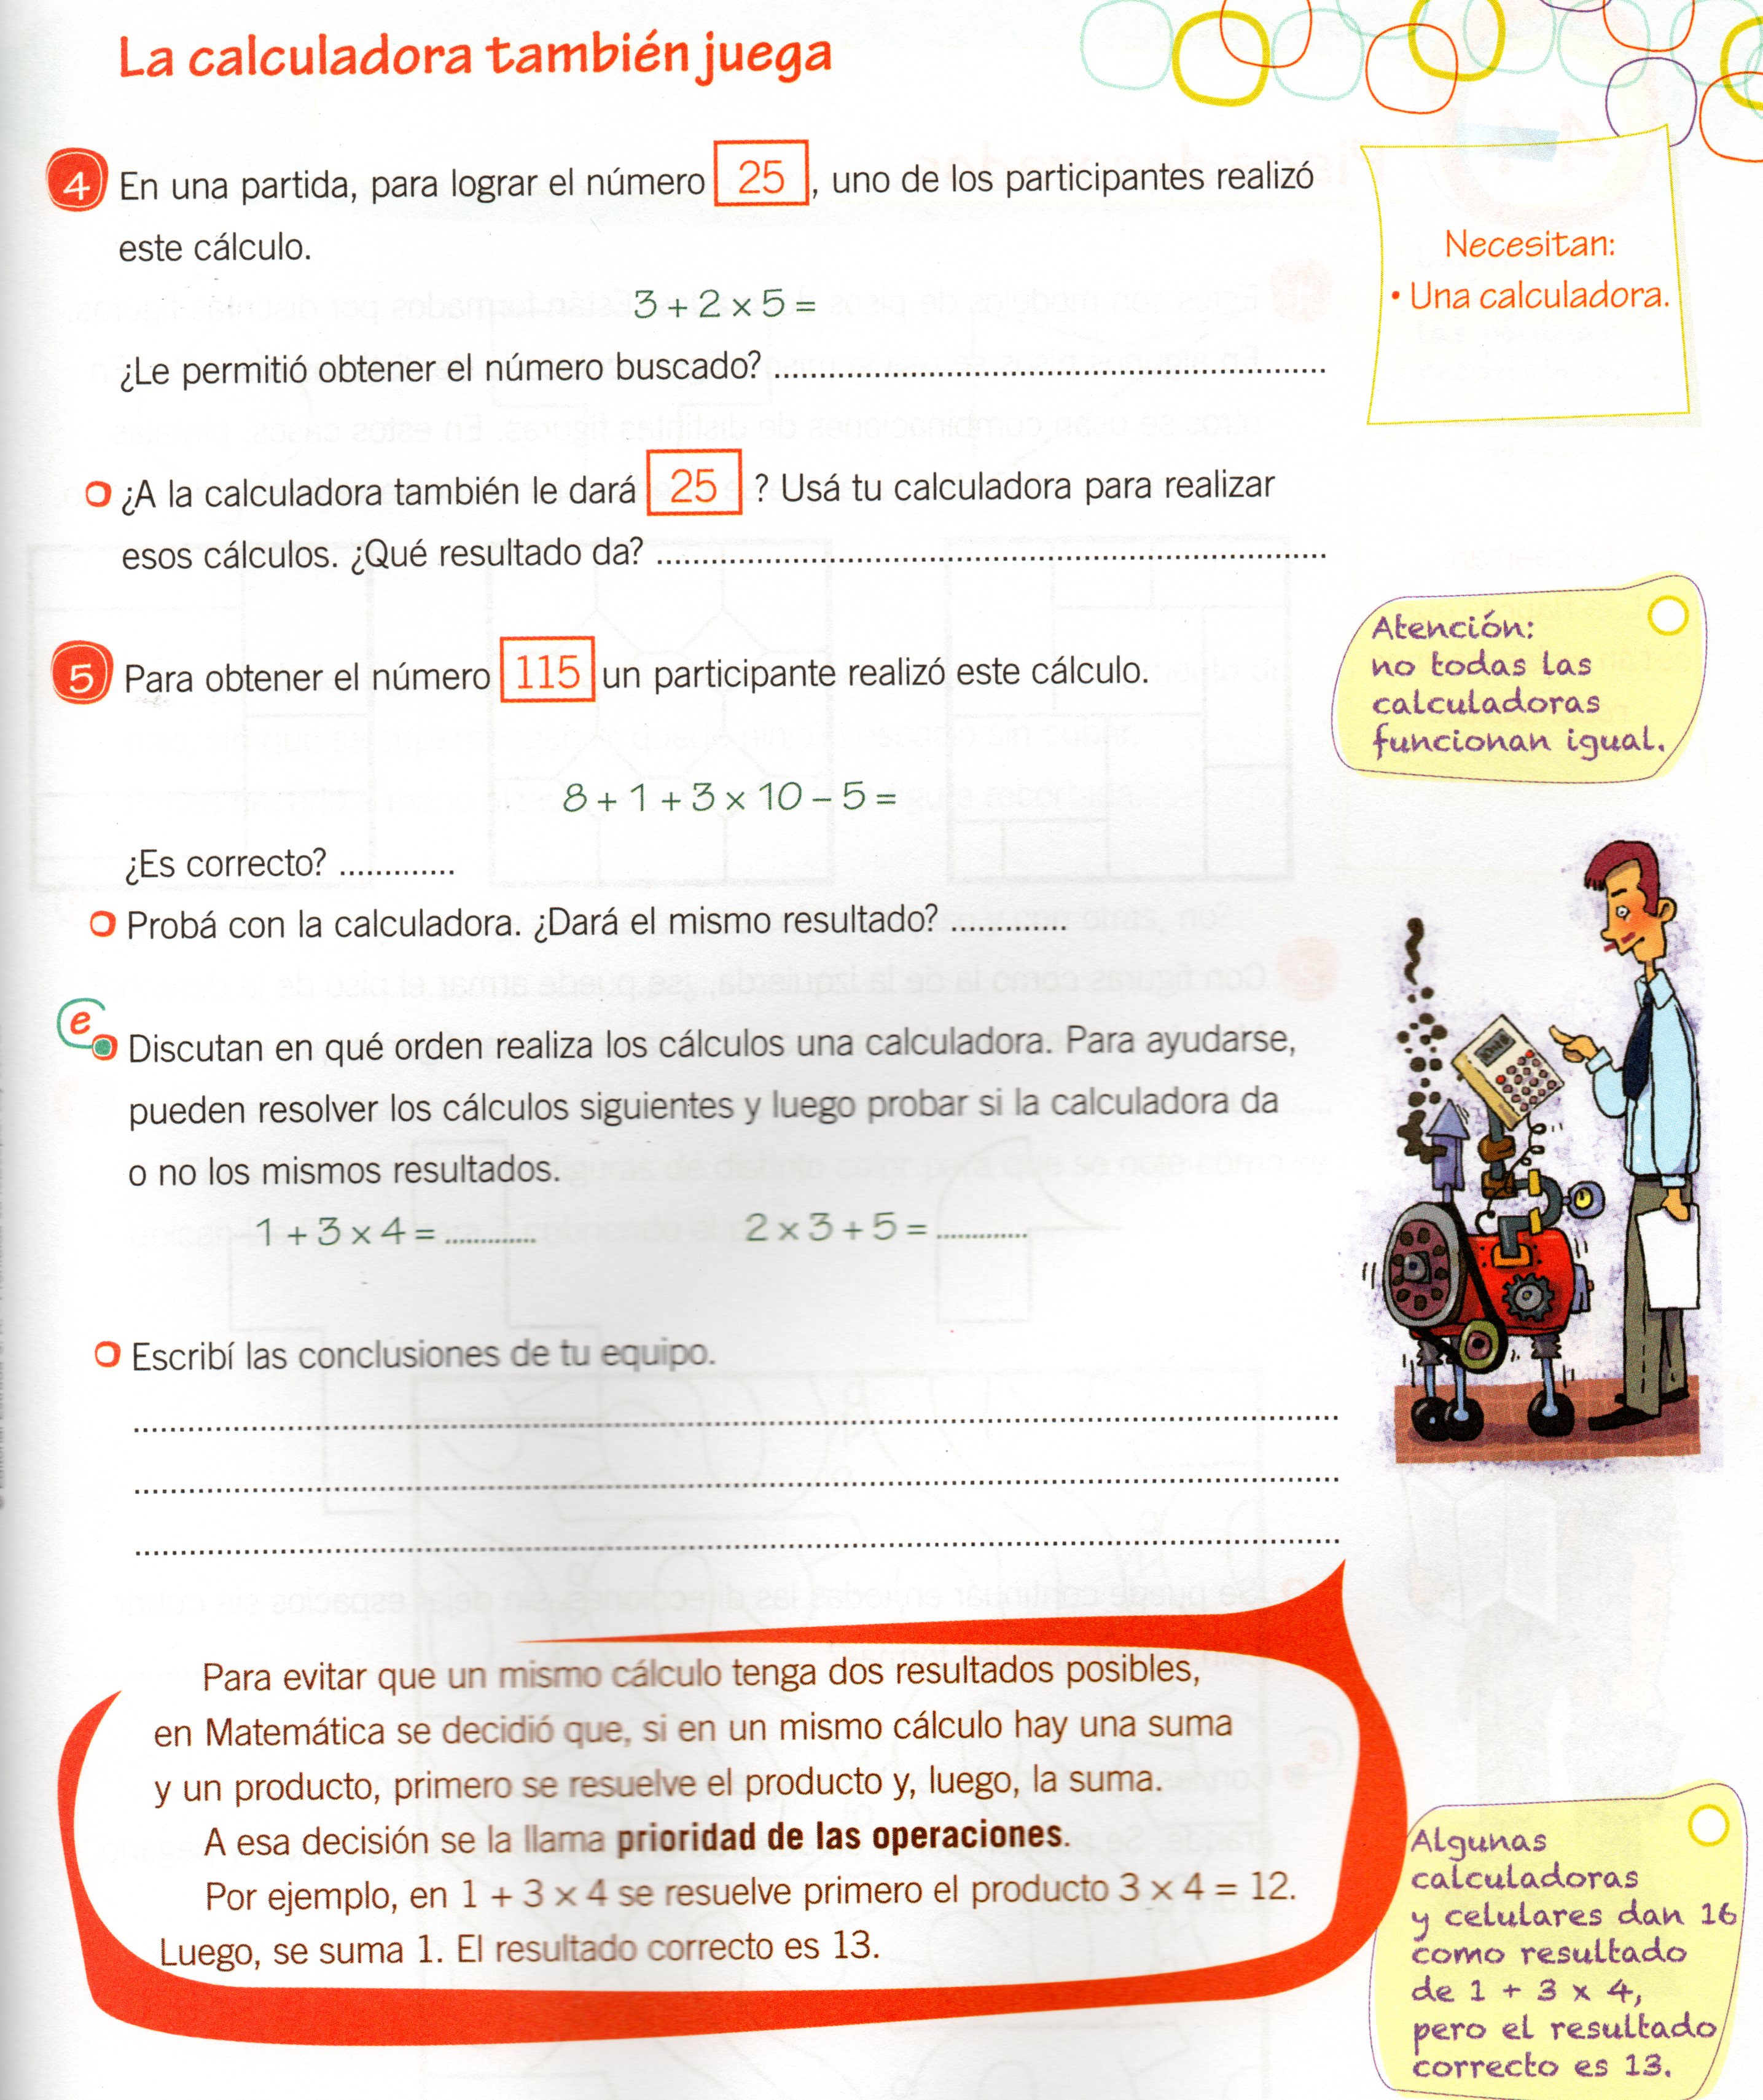 La calculadora también juega
4 En una partida, para lograr el número 25, uno de los participantes realizó
este cálculo.
3 + 2 × 5 =
¿Le permitió obtener el número buscado? ............
Necesitan:
• Una calculadora.
¿A la calculadora también le dará 25 ? Usá tu calculadora para realizar
esos cálculos. ¿Qué resultado da? ............
Atención:
no todas las
calculadoras
funcionan igual.
5 Para obtener el número 115 un participante realizó este cálculo.
8 + 1 + 3 × 10 – 5 =
¿Es correcto? ............
Probá con la calculadora. ¿Dará el mismo resultado? ............
e
Discutan en qué orden realiza los cálculos una calculadora. Para ayudarse,
pueden resolver los cálculos siguientes y luego probar si la calculadora da
o no los mismos resultados.
1 + 3 × 4 = ............ 2 × 3 + 5 = ............
Escribí las conclusiones de tu equipo.
Para evitar que un mismo cálculo tenga dos resultados posibles,
en Matemática se decidió que, si en un mismo cálculo hay una suma
y un producto, primero se resuelve el producto y, luego, la suma.
A esa decisión se la llama prioridad de las operaciones.
Por ejemplo, en 1 + 3 × 4 se resuelve primero el producto 3 × 4 = 12.
Luego, se suma 1. El resultado correcto es 13.
Algunas
calculadoras
y celulares dan 16
como resultado
de 1 + 3 x 4,
pero el resultado
correcto es 13.